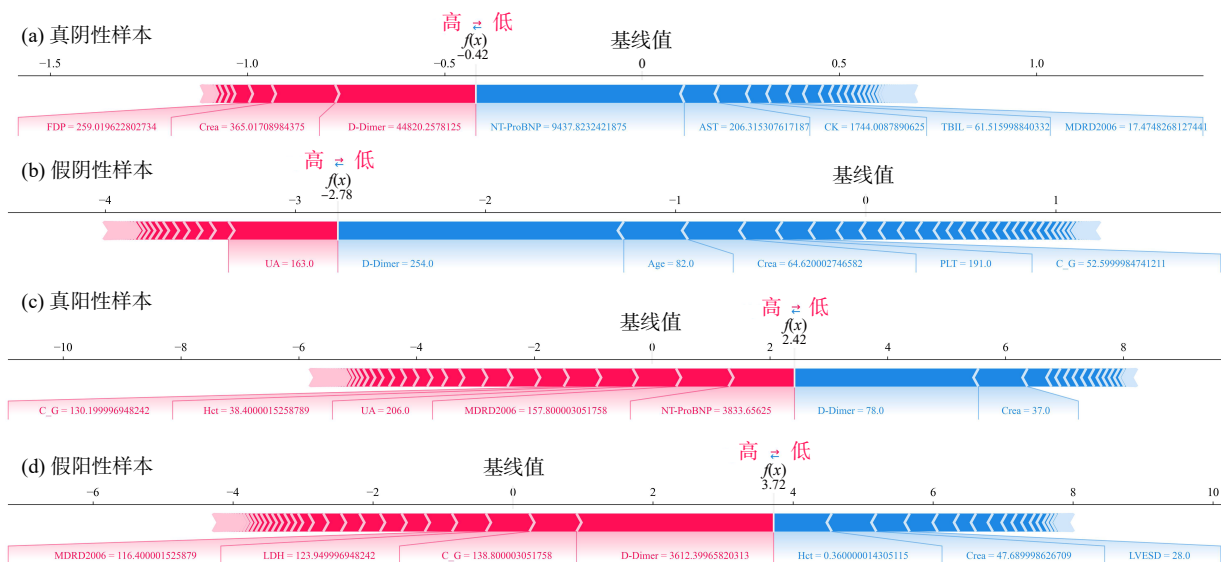 高 ⇄ 低
(a) 真阴性样本
f(x)
基线值
−0.42
−1.5 −1.0 −0.5 0 0.5 1.0
FDP = 259.019622802734 Crea = 365.01708984375 D-Dimer = 44820.2578125 NT-ProBNP = 9437.8232421875 AST = 206.315307617187 CK = 1744.0087890625 TBIL = 61.515998840332 MDRD2006 = 17.4748268127441
高 ⇄ 低
(b) 假阴性样本
f(x)
基线值
−2.78
−4 −3 −2 −1 0 1
UA = 163.0 D-Dimer = 254.0 Age = 82.0 Crea = 64.620002746582 PLT = 191.0 C_G = 52.5999984741211
(c) 真阳性样本
高 ⇄ 低
基线值
f(x)
2.42
−10 −8 −6 −4 −2 0 2 4 6 8
C_G = 130.199996948242 Hct = 38.4000015258789 UA = 206.0 MDRD2006 = 157.800003051758 NT-ProBNP = 3833.65625 D-Dimer = 78.0 Crea = 37.0
高 ⇄ 低
(d) 假阳性样本
基线值
f(x)
3.72
−6 −4 −2 0 2 4 6 8 10
MDRD2006 = 116.400001525879 LDH = 123.949996948242 C_G = 138.800003051758 D-Dimer = 3612.39965820313 Hct = 0.360000014305115 Crea = 47.689998626709 LVESD = 28.0